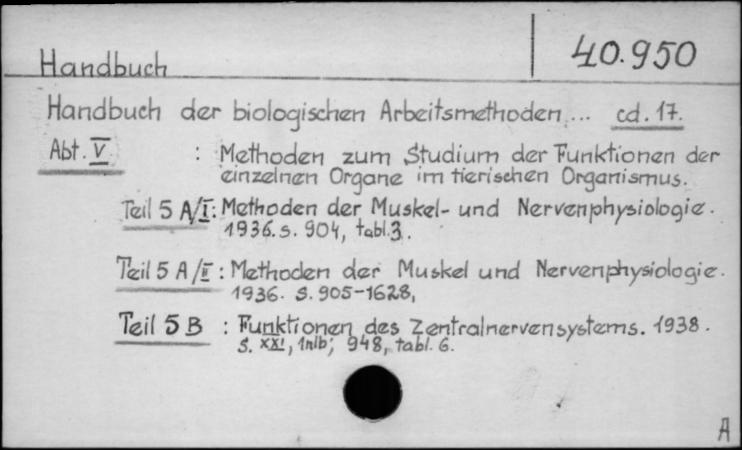 Handbuch 40.950
Handbuch der biologischen Arbeitsmethoden... cd. 17.
Abt. V : Methoden zum Studium der Funktionen der
einzelnen Organe im tierischen Organismus.
Teil 5 A/I: Methoden der Muskel- und Nervenphysiologie.
1936. s. 904, tabl. 3.
Teil 5 A/II : Methoden der Muskel und Nervenphysiologie.
1936. S. 905-1628,
Teil 5 B : Funktionen des Zentralnervensystems. 1938.
S. XXI, 1nlb, 948, tabl. 6.
A